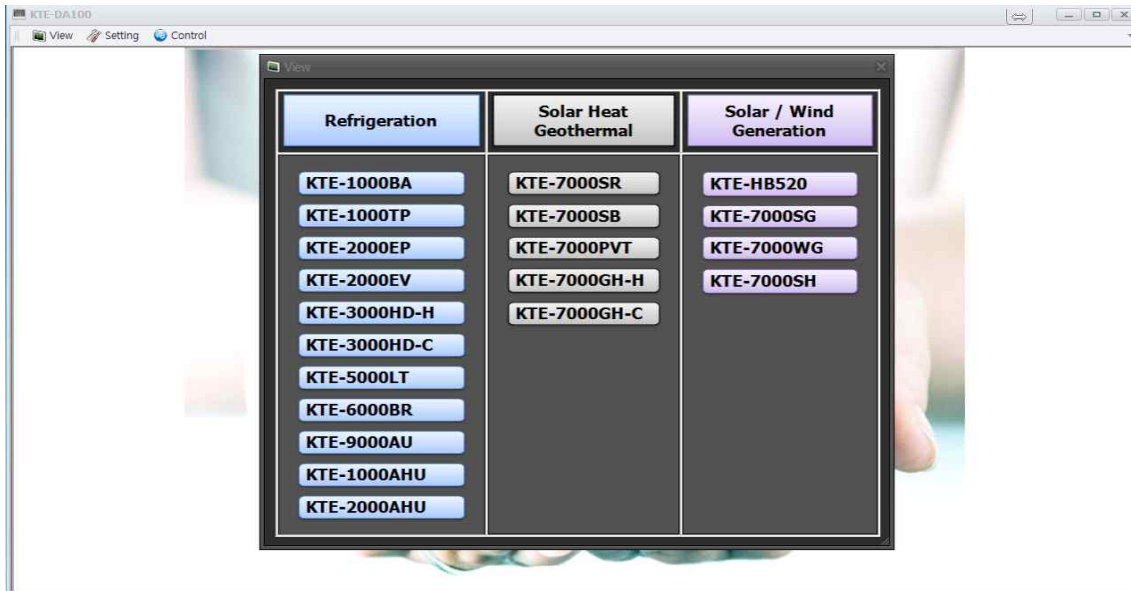 KTE-DA100
View Setting Control
View
Refrigeration
Solar Heat
Geothermal
Solar / Wind
Generation
KTE-1000BA
KTE-1000TP
KTE-2000EP
KTE-2000EV
KTE-3000HD-H
KTE-3000HD-C
KTE-5000LT
KTE-6000BR
KTE-9000AU
KTE-1000AHU
KTE-2000AHU
KTE-7000SR
KTE-7000SB
KTE-7000PVT
KTE-7000GH-H
KTE-7000GH-C
KTE-HB520
KTE-7000SG
KTE-7000WG
KTE-7000SH